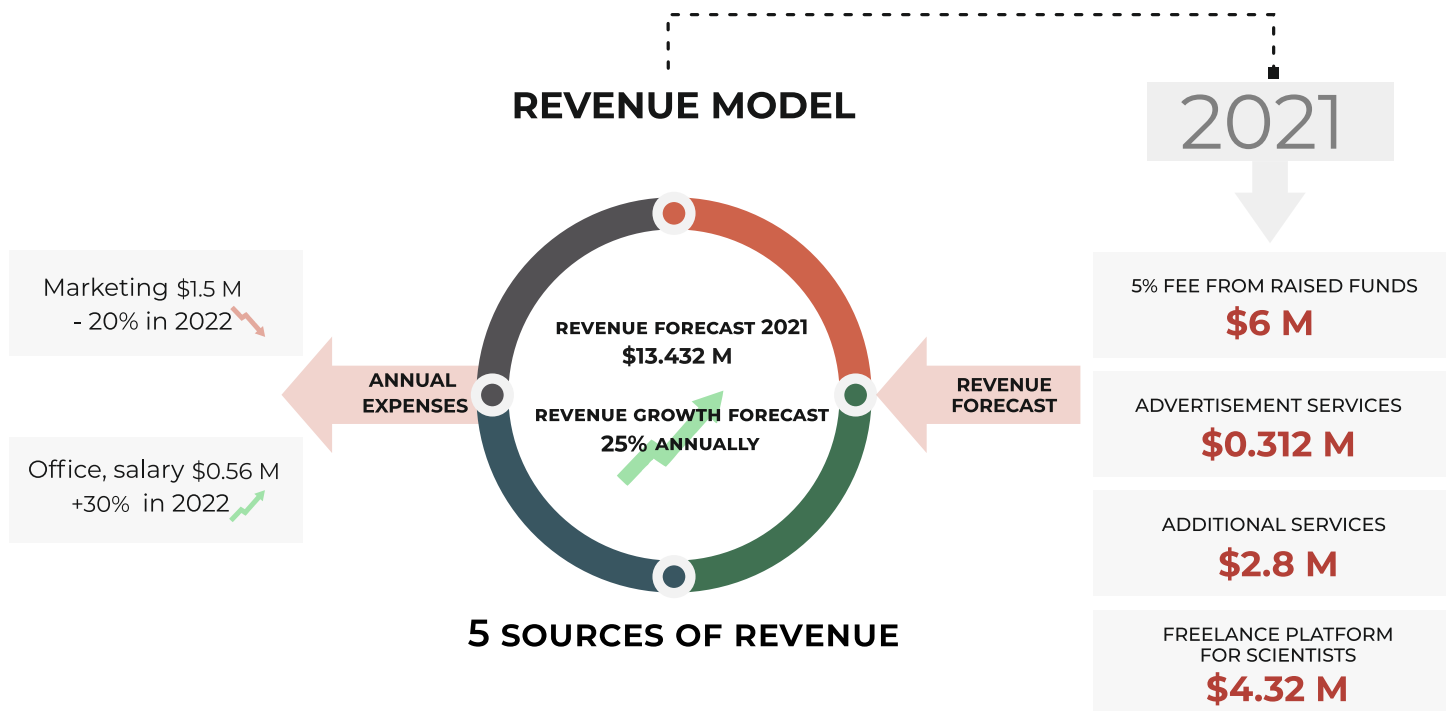 REVENUE MODEL
2021
Marketing $1.5 M
- 20% in 2022
Office, salary $0.56 M
+30% in 2022
ANNUAL
EXPENSES
REVENUE FORECAST 2021
$13.432 M
REVENUE GROWTH FORECAST
25% ANNUALLY
REVENUE
FORECAST
5 SOURCES OF REVENUE
5% FEE FROM RAISED FUNDS
$6 M
ADVERTISEMENT SERVICES
$0.312 M
ADDITIONAL SERVICES
$2.8 M
FREELANCE PLATFORM
FOR SCIENTISTS
$4.32 M